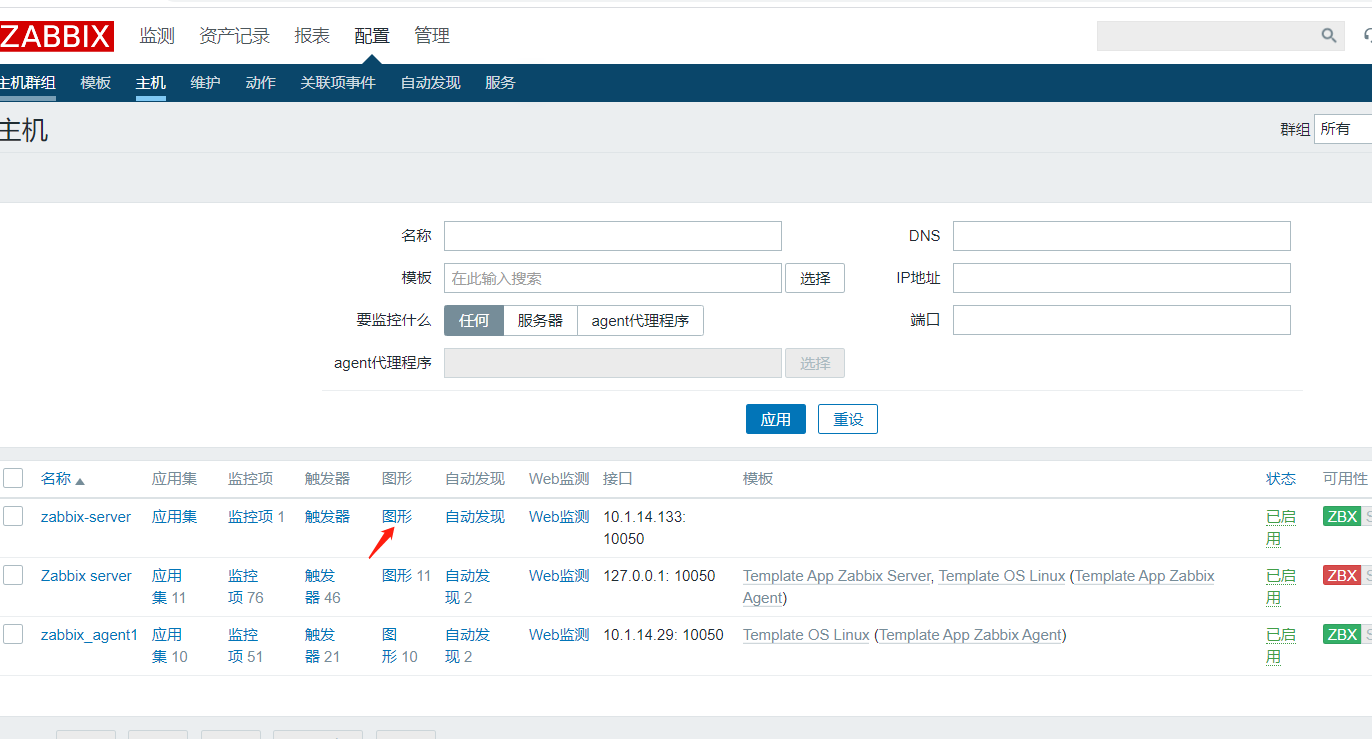 ZABBIX 监测 资产记录 报表 配置 管理
主机群组 模板 主机 维护 动作 关联项事件 自动发现 服务
主机 群组 所有
名称 DNS
模板 在此输入搜索 选择 IP地址
要监控什么 任何 服务器 agent代理程序 端口
agent代理程序 选择
应用 重设
名称 应用集 监控项 触发器 图形 自动发现 Web监测 接口 模板 状态 可用性
zabbix-server 应用集 监控项 1 触发器 图形 自动发现 Web监测 10.1.14.133: 已启 ZBX
10050 用
Zabbix server 应用 监控 触发 图形 11 自动发 Web监测 127.0.0.1: 10050 Template App Zabbix Server, Template OS Linux (Template App Zabbix 已启 ZBX
集 11 项 76 器 46 现 2 Agent) 用
zabbix_agent1 应用 监控 触发 图 自动发 Web监测 10.1.14.29: 10050 Template OS Linux (Template App Zabbix Agent) 已启 ZBX
集 10 项 51 器 21 形 10 现 2 用